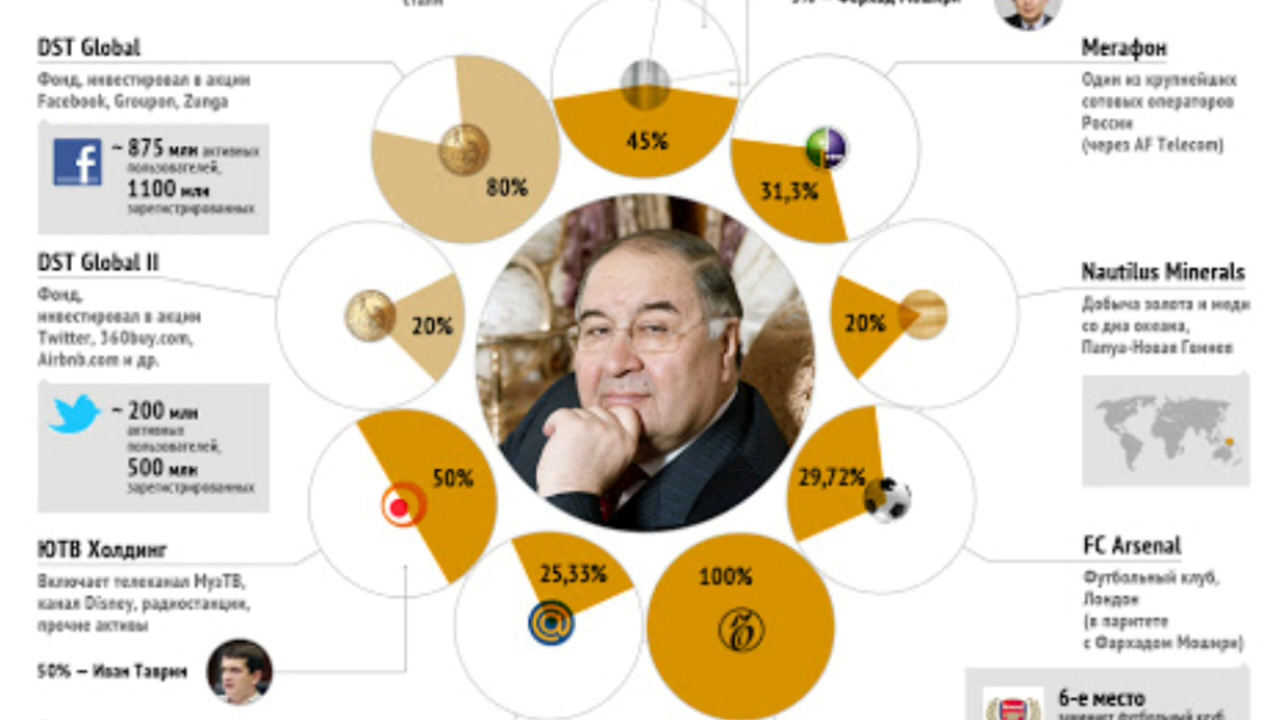 стали
5% — Фархад Мошири
DST Global
Фонд, инвестировал в акции
Facebook, Groupon, Zunga
f
~ 875 млн активных
пользователей,
1100 млн
зарегистрированных
80%
45%
31,3%
Мегафон
Один из крупнейших
сотовых операторов
России
(через AF Telecom)
DST Global II
Фонд,
инвестировал в акции
Twitter, 360buy.com,
Airbnb.com и др.
~ 200 млн
активных
пользователей,
500 млн
зарегистрированных
20%
20%
Nautilus Minerals
Добыча золота и меди
со дна океана,
Папуа-Новая Гвинея
50%
29,72%
ЮТВ Холдинг
Включает телеканал МузТВ,
канал Disney, радиостанции,
прочие активы
50% — Иван Таврин
25,33%
@
100%
FC Arsenal
Футбольный клуб,
Лондон
(в паритете
с Фархадом Мошири)
6-е место